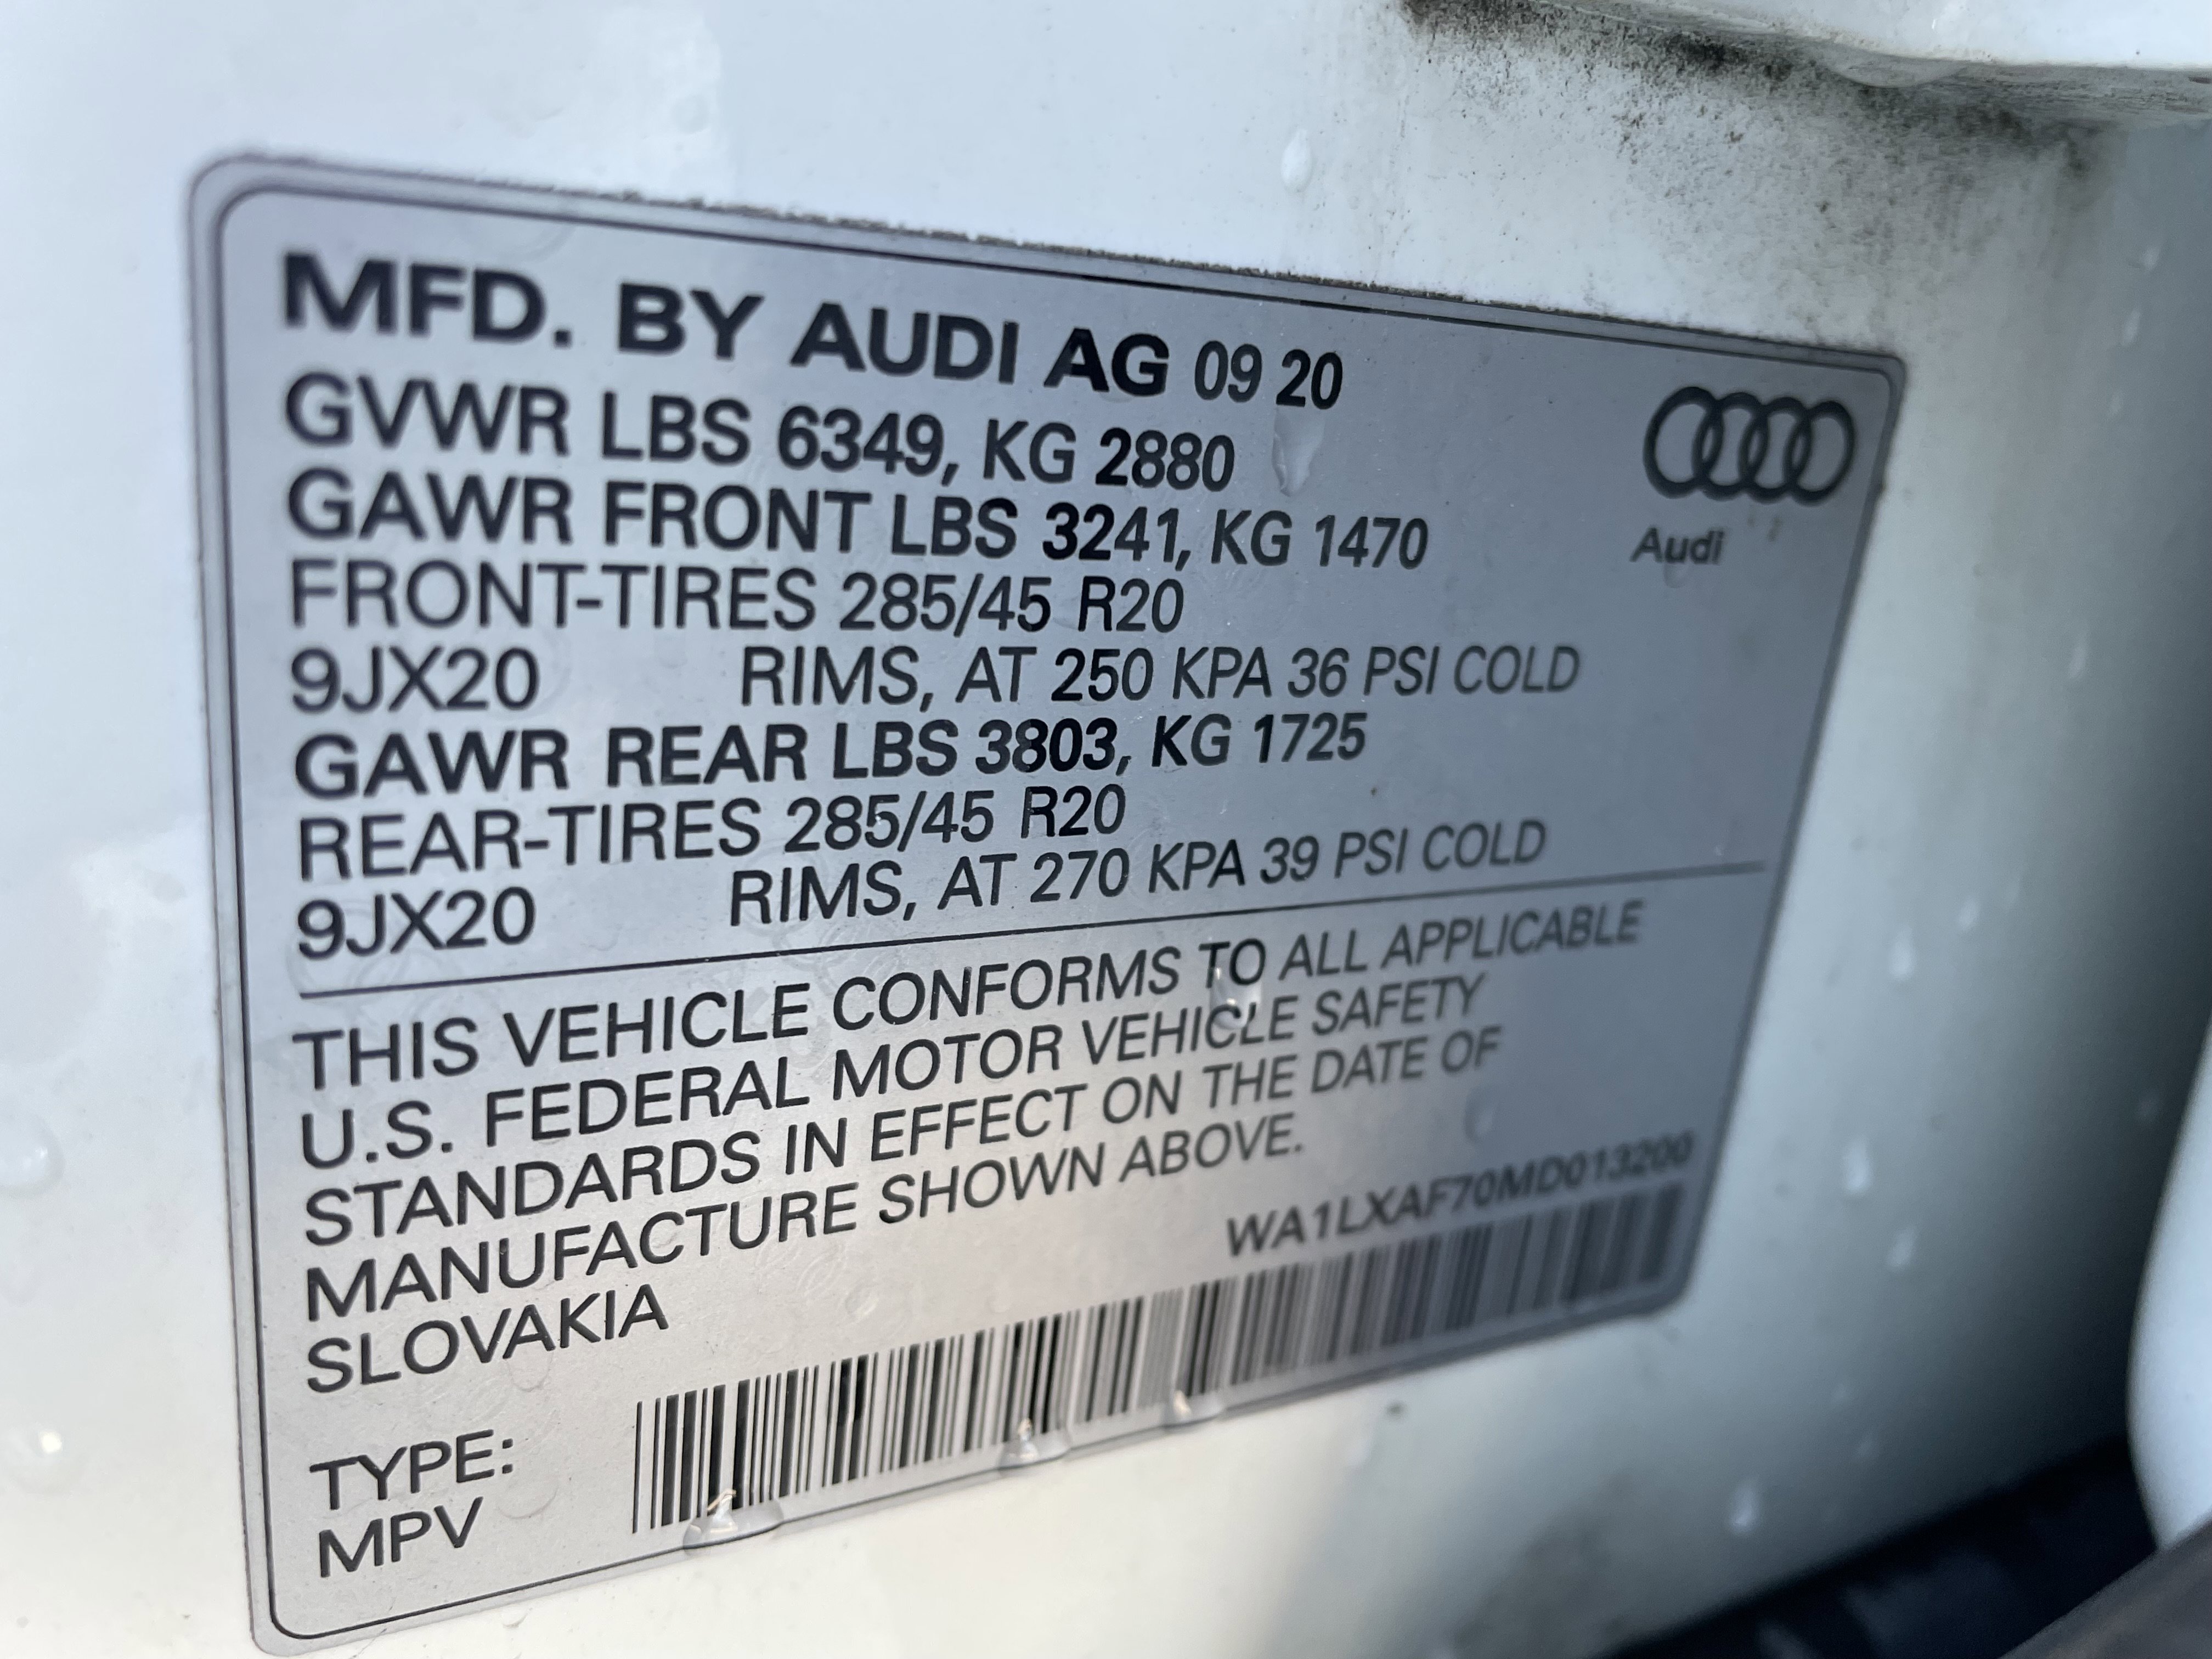 MFD. BY AUDI AG 09 20
GVWR LBS 6349, KG 2880
GAWR FRONT LBS 3241, KG 1470
Audi
FRONT-TIRES 285/45 R20
9JX20 RIMS, AT 250 KPA 36 PSI COLD
GAWR REAR LBS 3803, KG 1725
REAR-TIRES 285/45 R20
9JX20 RIMS, AT 270 KPA 39 PSI COLD
THIS VEHICLE CONFORMS TO ALL APPLICABLE
U.S. FEDERAL MOTOR VEHICLE SAFETY
STANDARDS IN EFFECT ON THE DATE OF
MANUFACTURE SHOWN ABOVE.
SLOVAKIA
WA1LXAF70MD013200
TYPE:
MPV